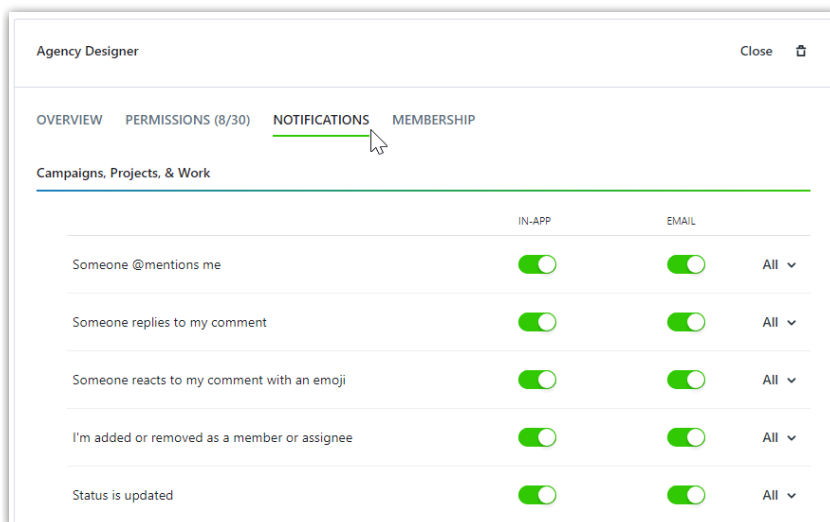 Agency Designer Close
OVERVIEW PERMISSIONS (8/30) NOTIFICATIONS MEMBERSHIP
Campaigns, Projects, & Work
IN-APP EMAIL
Someone @mentions me All
Someone replies to my comment All
Someone reacts to my comment with an emoji All
I'm added or removed as a member or assignee All
Status is updated All